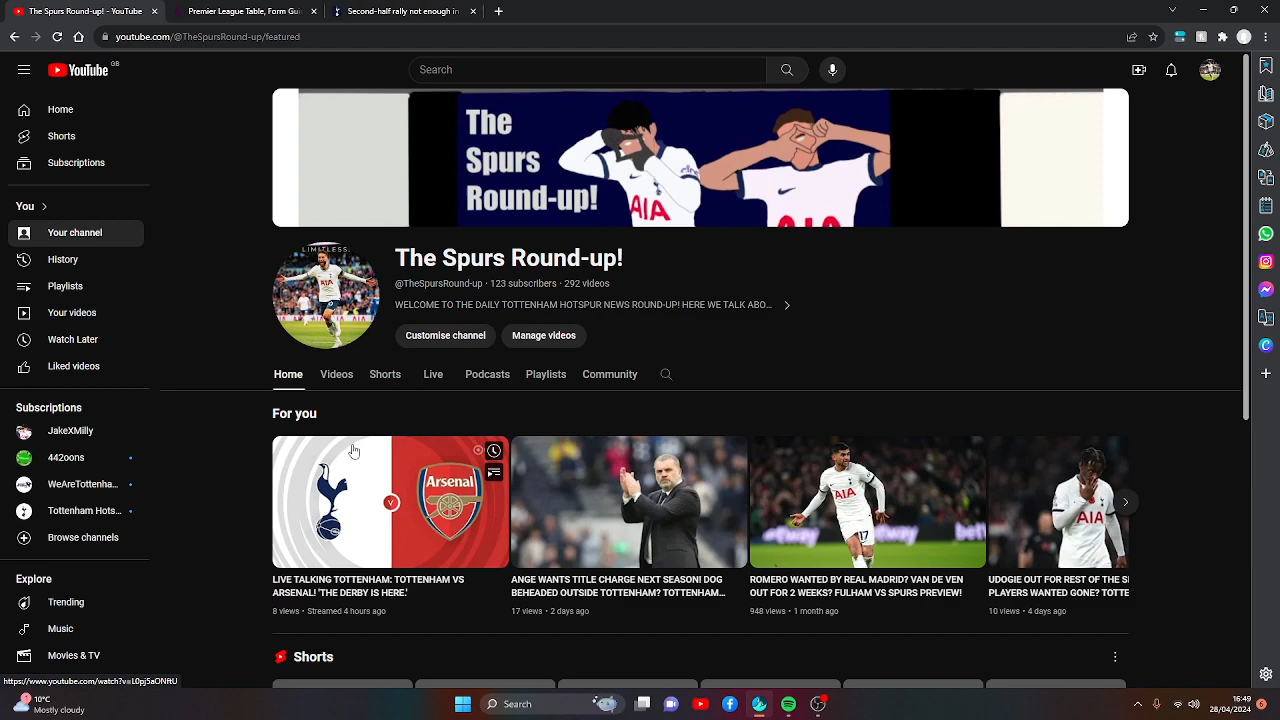 The Spurs Round-up! - YouTube
Premier League Table, Form Guid
Second-half rally not enough in
youtube.com/@TheSpursRound-up/featured
YouTube GB
Search
Home
Shorts
Subscriptions
You
Your channel
History
Playlists
Your videos
Watch Later
Liked videos
Subscriptions
JakeXMilly
442oons
WeAreTottenha...
Tottenham Hots...
Browse channels
Explore
Trending
Music
Movies & TV
The
Spurs
Round-up!
AIA
AIA
LIMITLESS.
AIA
The Spurs Round-up!
@TheSpursRound-up · 123 subscribers · 292 videos
WELCOME TO THE DAILY TOTTENHAM HOTSPUR NEWS ROUND-UP! HERE WE TALK ABO...
Customise channel
Manage videos
Home
Videos
Shorts
Live
Podcasts
Playlists
Community
For you
V
Arsenal
AIA
17
AIA
LIVE TALKING TOTTENHAM: TOTTENHAM VS
ARSENAL! 'THE DERBY IS HERE.'
8 views • Streamed 4 hours ago
ANGE WANTS TITLE CHARGE NEXT SEASON! DOG
BEHEADED OUTSIDE TOTTENHAM? TOTTENHAM...
17 views • 2 days ago
ROMERO WANTED BY REAL MADRID? VAN DE VEN
OUT FOR 2 WEEKS? FULHAM VS SPURS PREVIEW!
948 views • 1 month ago
UDOGIE OUT FOR REST OF THE
PLAYERS WANTED GONE? TOTTE
10 views • 4 days ago
Shorts
10°C
Mostly cloudy
Search
16:49
28/04/2024